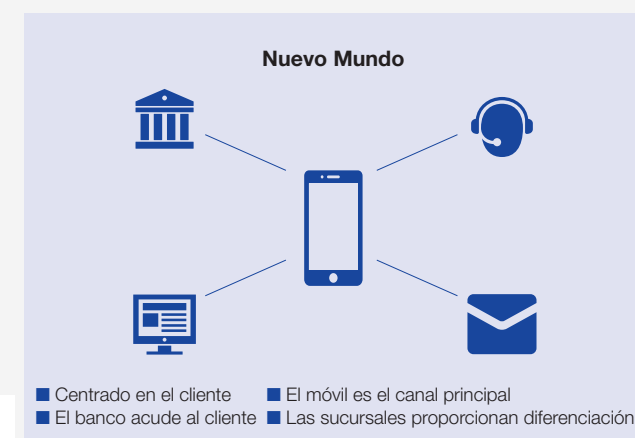 Nuevo Mundo
■ Centrado en el cliente ■ El móvil es el canal principal
■ El banco acude al cliente ■ Las sucursales proporcionan diferenciación